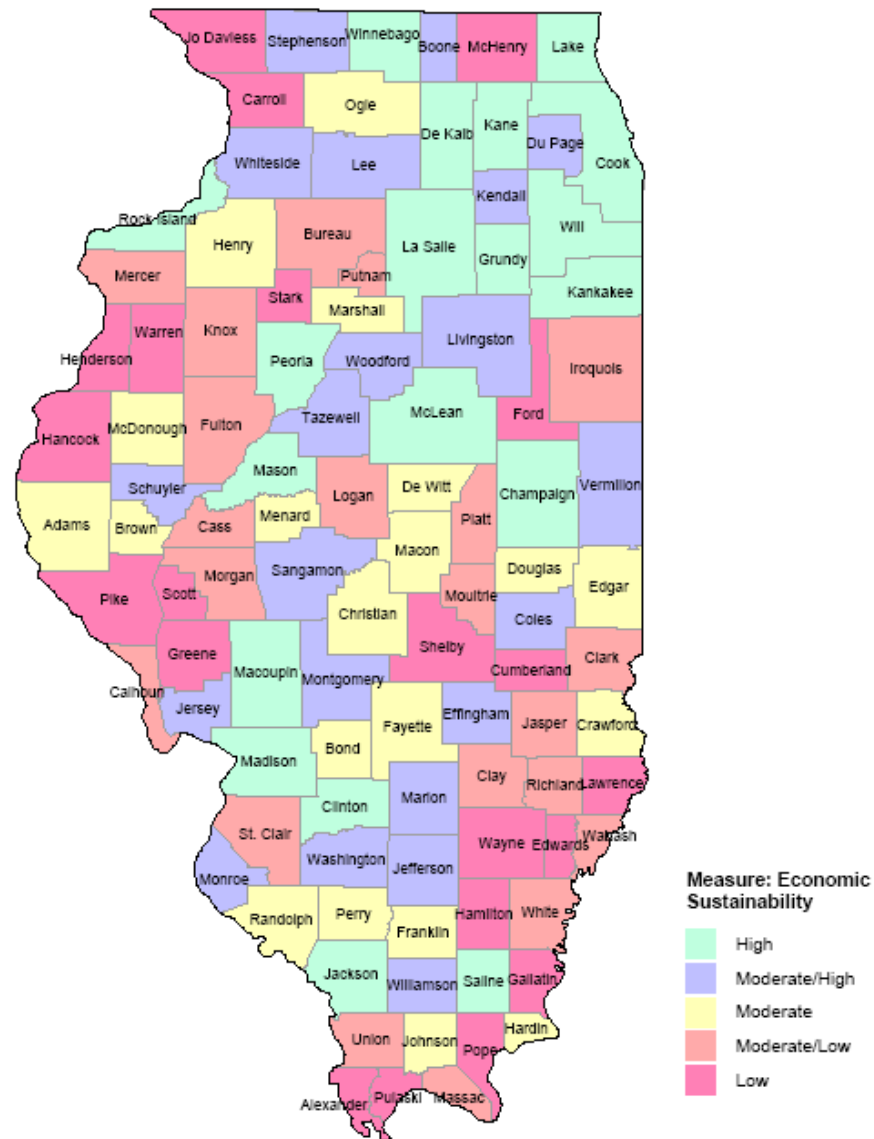 Jo Daviess
Stephenson
Winnebago
Boone
McHenry
Lake
Carroll
Ogle
De Kalb
Kane
Du Page
Cook
Whiteside
Lee
Kendall
Rock Island
Henry
Bureau
La Salle
Grundy
Will
Mercer
Putnam
Kankakee
Stark
Marshall
Henderson
Warren
Knox
Peoria
Woodford
Livingston
Iroquois
Hancock
McDonough
Fulton
Tazewell
McLean
Ford
Schuyler
Mason
Logan
De Witt
Champaign
Vermilion
Adams
Brown
Cass
Menard
Macon
Piatt
Pike
Scott
Morgan
Sangamon
Christian
Moultrie
Douglas
Edgar
Coles
Greene
Macoupin
Montgomery
Shelby
Cumberland
Clark
Calhoun
Jersey
Fayette
Effingham
Jasper
Crawford
Madison
Bond
Clay
Richland
Lawrence
Clinton
Marion
St. Clair
Washington
Jefferson
Wayne
Edwards
Wabash
Monroe
Randolph
Perry
Franklin
Hamilton
White
Jackson
Williamson
Saline
Gallatin
Union
Johnson
Pope
Hardin
Alexander
Pulaski
Massac
Measure: Economic
Sustainability
High
Moderate/High
Moderate
Moderate/Low
Low